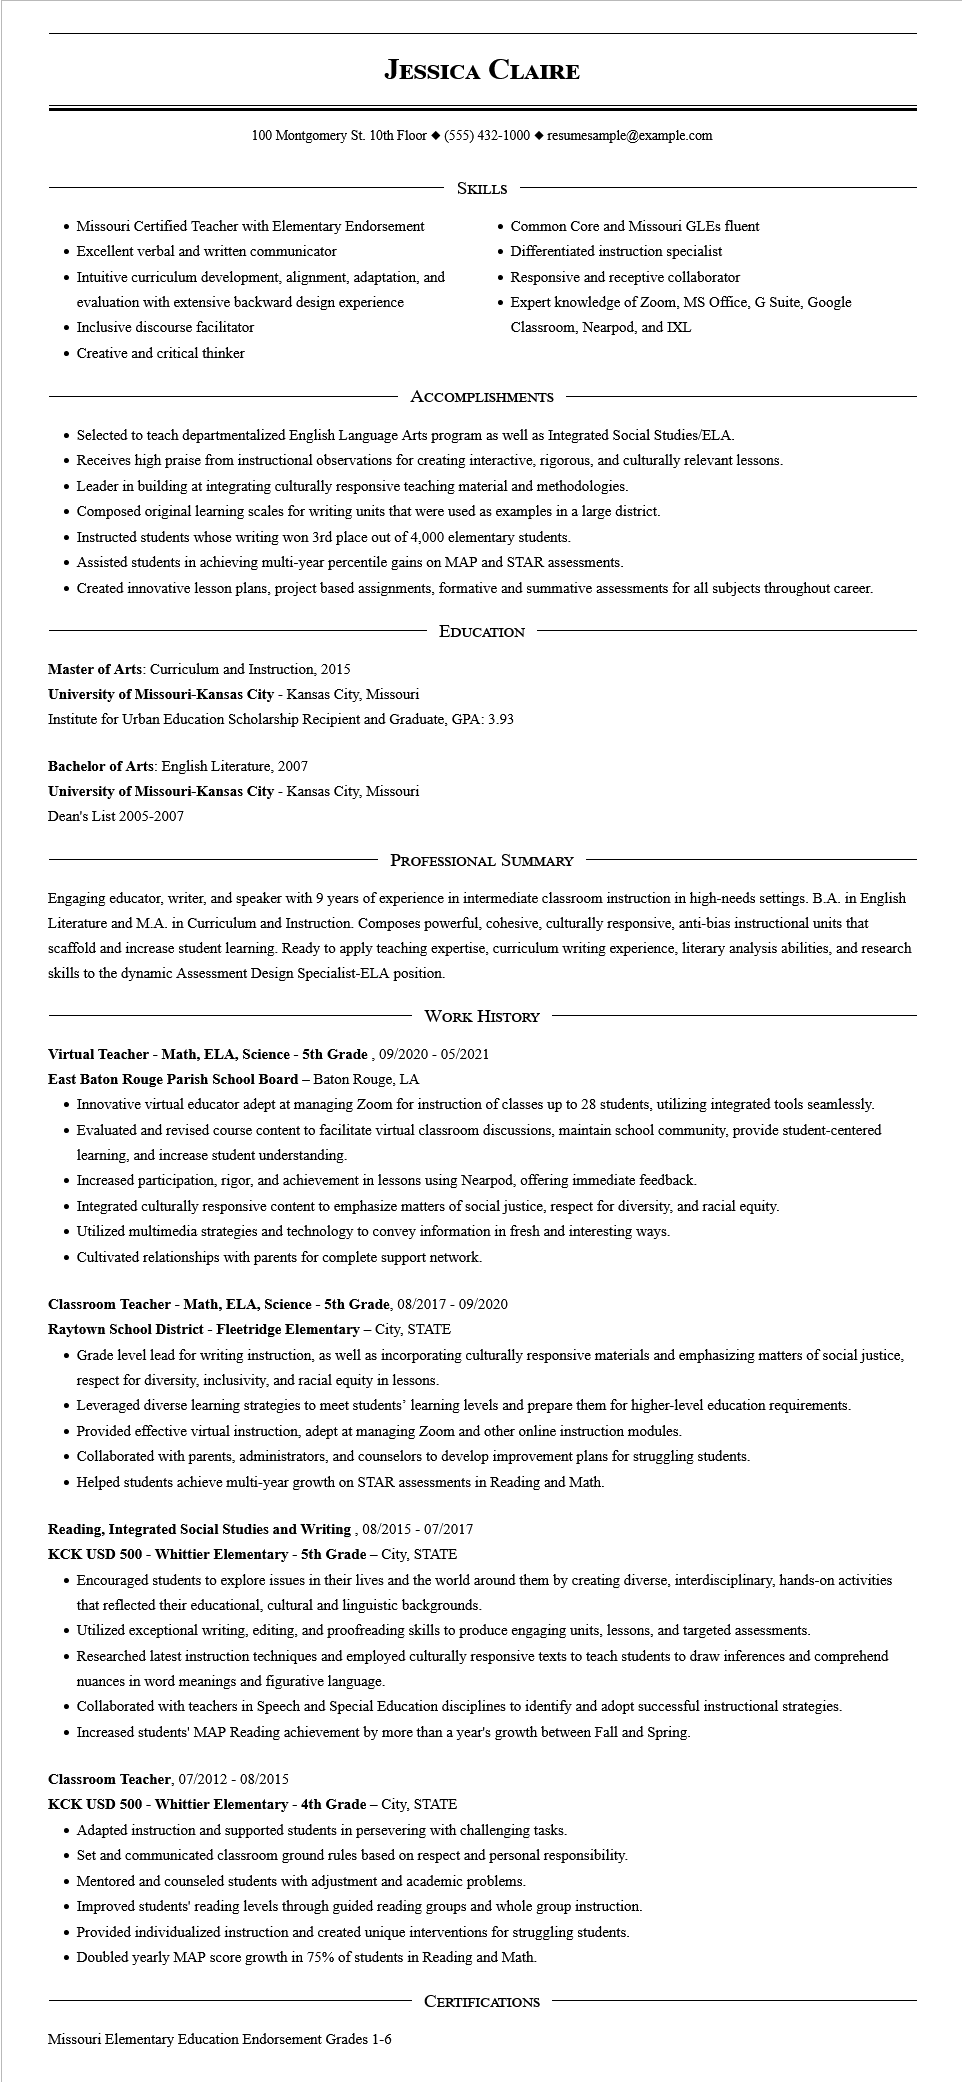 Jessica Claire
100 Montgomery St. 10th Floor ◆ (555) 432-1000 ◆ resumesample@example.com
Skills
• Missouri Certified Teacher with Elementary Endorsement
• Excellent verbal and written communicator
• Intuitive curriculum development, alignment, adaptation, and
evaluation with extensive backward design experience
• Inclusive discourse facilitator
• Creative and critical thinker
• Common Core and Missouri GLEs fluent
• Differentiated instruction specialist
• Responsive and receptive collaborator
• Expert knowledge of Zoom, MS Office, G Suite, Google
Classroom, Nearpod, and IXL
Accomplishments
• Selected to teach departmentalized English Language Arts program as well as Integrated Social Studies/ELA.
• Receives high praise from instructional observations for creating interactive, rigorous, and culturally relevant lessons.
• Leader in building at integrating culturally responsive teaching material and methodologies.
• Composed original learning scales for writing units that were used as examples in a large district.
• Instructed students whose writing won 3rd place out of 4,000 elementary students.
• Assisted students in achieving multi-year percentile gains on MAP and STAR assessments.
• Created innovative lesson plans, project based assignments, formative and summative assessments for all subjects throughout career.
Education
Master of Arts: Curriculum and Instruction, 2015
University of Missouri-Kansas City - Kansas City, Missouri
Institute for Urban Education Scholarship Recipient and Graduate, GPA: 3.93
Bachelor of Arts: English Literature, 2007
University of Missouri-Kansas City - Kansas City, Missouri
Dean's List 2005-2007
Professional Summary
Engaging educator, writer, and speaker with 9 years of experience in intermediate classroom instruction in high-needs settings. B.A. in English
Literature and M.A. in Curriculum and Instruction. Composes powerful, cohesive, culturally responsive, anti-bias instructional units that
scaffold and increase student learning. Ready to apply teaching expertise, curriculum writing experience, literary analysis abilities, and research
skills to the dynamic Assessment Design Specialist-ELA position.
Work History
Virtual Teacher - Math, ELA, Science - 5th Grade , 09/2020 - 05/2021
East Baton Rouge Parish School Board – Baton Rouge, LA
• Innovative virtual educator adept at managing Zoom for instruction of classes up to 28 students, utilizing integrated tools seamlessly.
• Evaluated and revised course content to facilitate virtual classroom discussions, maintain school community, provide student-centered
learning, and increase student understanding.
• Increased participation, rigor, and achievement in lessons using Nearpod, offering immediate feedback.
• Integrated culturally responsive content to emphasize matters of social justice, respect for diversity, and racial equity.
• Utilized multimedia strategies and technology to convey information in fresh and interesting ways.
• Cultivated relationships with parents for complete support network.
Classroom Teacher - Math, ELA, Science - 5th Grade, 08/2017 - 09/2020
Raytown School District - Fleetridge Elementary – City, STATE
• Grade level lead for writing instruction, as well as incorporating culturally responsive materials and emphasizing matters of social justice,
respect for diversity, inclusivity, and racial equity in lessons.
• Leveraged diverse learning strategies to meet students’ learning levels and prepare them for higher-level education requirements.
• Provided effective virtual instruction, adept at managing Zoom and other online instruction modules.
• Collaborated with parents, administrators, and counselors to develop improvement plans for struggling students.
• Helped students achieve multi-year growth on STAR assessments in Reading and Math.
Reading, Integrated Social Studies and Writing , 08/2015 - 07/2017
KCK USD 500 - Whittier Elementary - 5th Grade – City, STATE
• Encouraged students to explore issues in their lives and the world around them by creating diverse, interdisciplinary, hands-on activities
that reflected their educational, cultural and linguistic backgrounds.
• Utilized exceptional writing, editing, and proofreading skills to produce engaging units, lessons, and targeted assessments.
• Researched latest instruction techniques and employed culturally responsive texts to teach students to draw inferences and comprehend
nuances in word meanings and figurative language.
• Collaborated with teachers in Speech and Special Education disciplines to identify and adopt successful instructional strategies.
• Increased students' MAP Reading achievement by more than a year's growth between Fall and Spring.
Classroom Teacher, 07/2012 - 08/2015
KCK USD 500 - Whittier Elementary - 4th Grade – City, STATE
• Adapted instruction and supported students in persevering with challenging tasks.
• Set and communicated classroom ground rules based on respect and personal responsibility.
• Mentored and counseled students with adjustment and academic problems.
• Improved students' reading levels through guided reading groups and whole group instruction.
• Provided individualized instruction and created unique interventions for struggling students.
• Doubled yearly MAP score growth in 75% of students in Reading and Math.
Certifications
Missouri Elementary Education Endorsement Grades 1-6